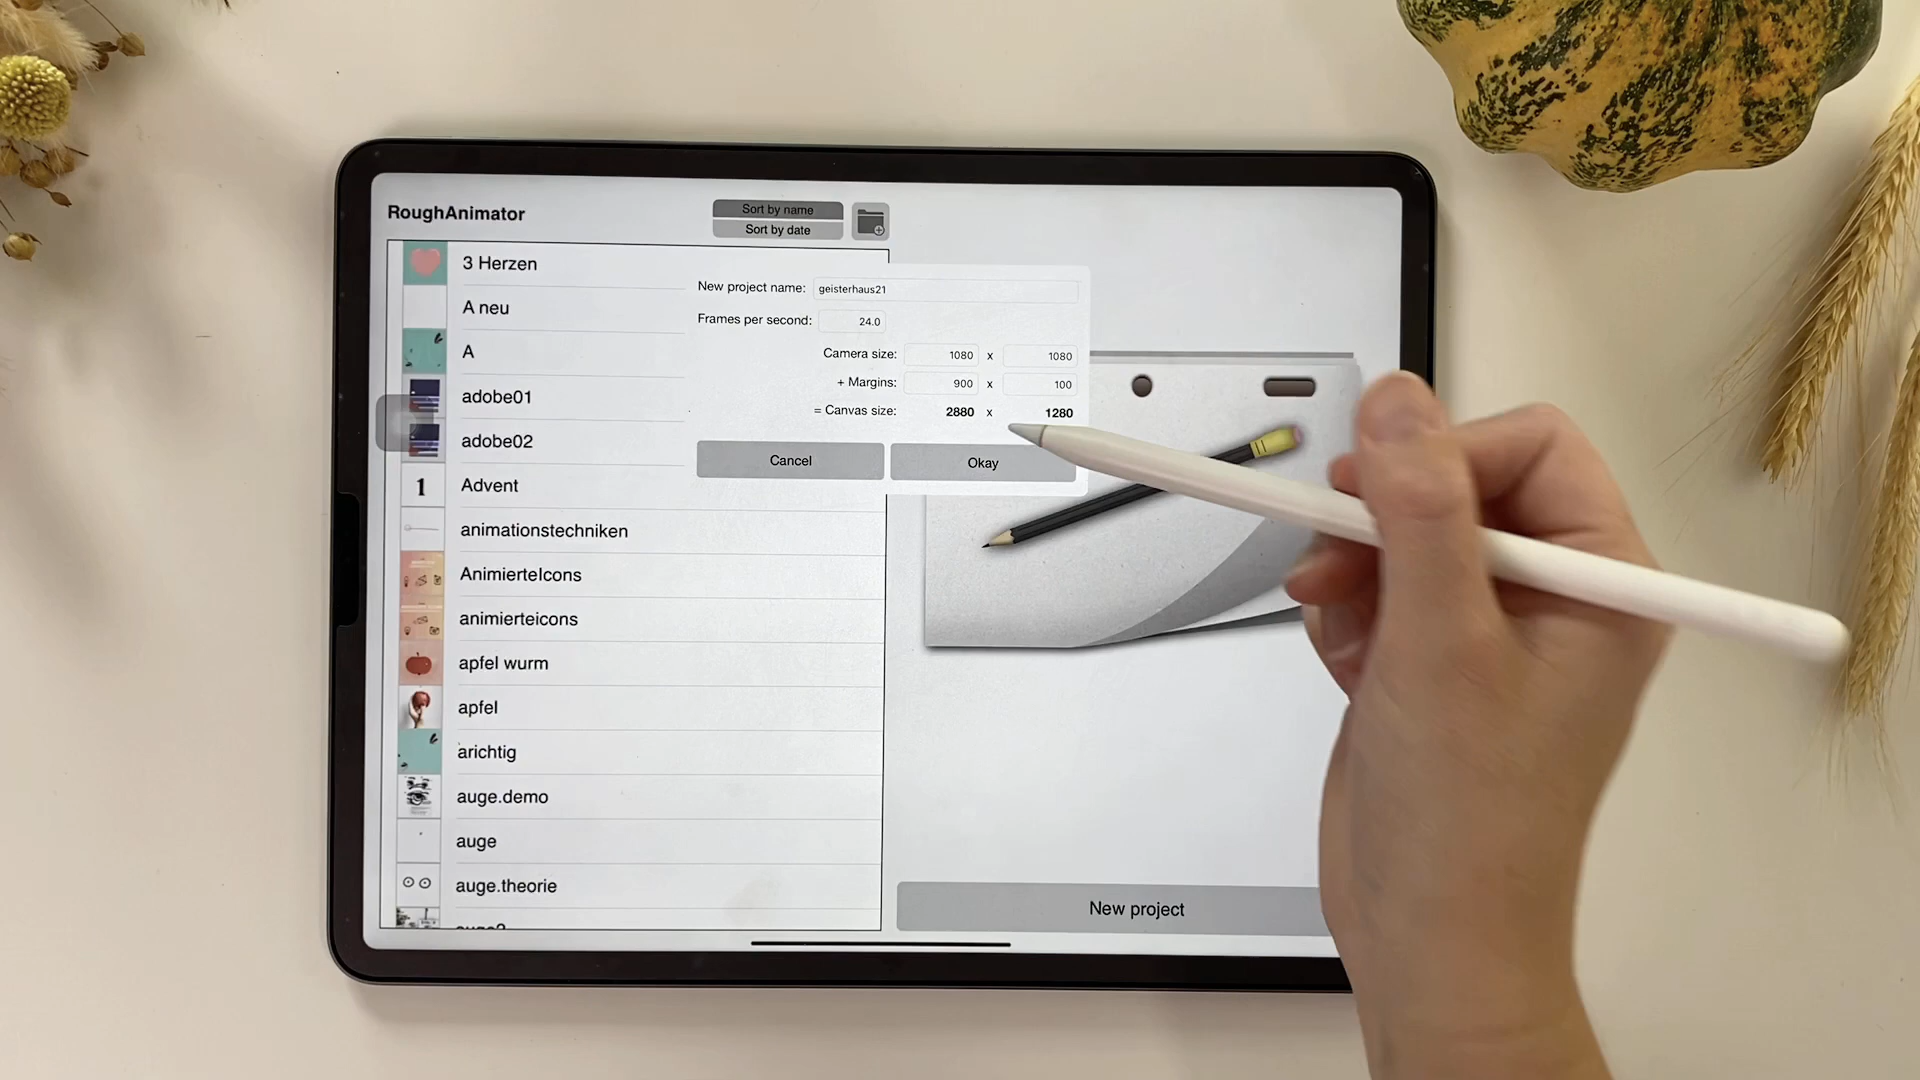 RoughAnimator
Sort by name
Sort by date
3 Herzen
A neu
A
adobe01
adobe02
1
Advent
animationstechniken
AnimierteIcons
animierteicons
apfel wurm
apfel
arichtig
auge.demo
auge
auge.theorie
New project name: geisterhaus21
Frames per second: 24.0
Camera size: 1080 x 1080
+ Margins: 900 x 100
= Canvas size: 2880 x 1280
Cancel
Okay
New project